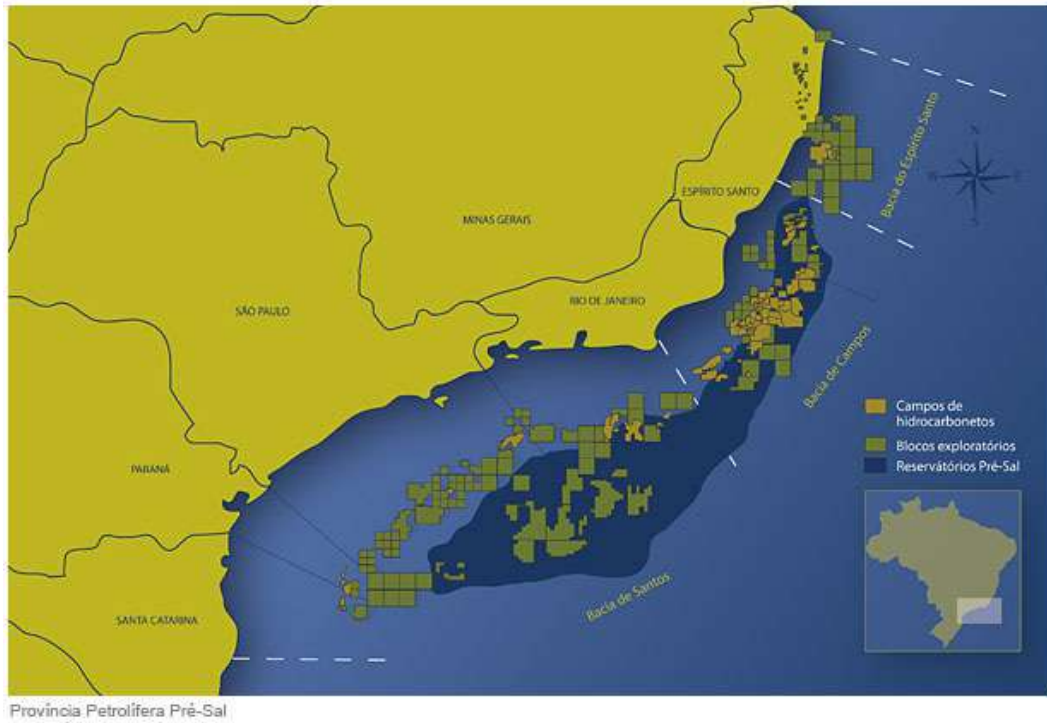 Bacia do Espírito Santo
N
ESPÍRITO SANTO
MINAS GERAIS
RIO DE JANEIRO
SÃO PAULO
Bacia de Campos
Campos de
hidrocarbonetos
Blocos exploratórios
Reservátórios Pré-Sal
PARANÁ
Bacia de Santos
SANTA CATARINA
Província Petrolífera Pré-Sal